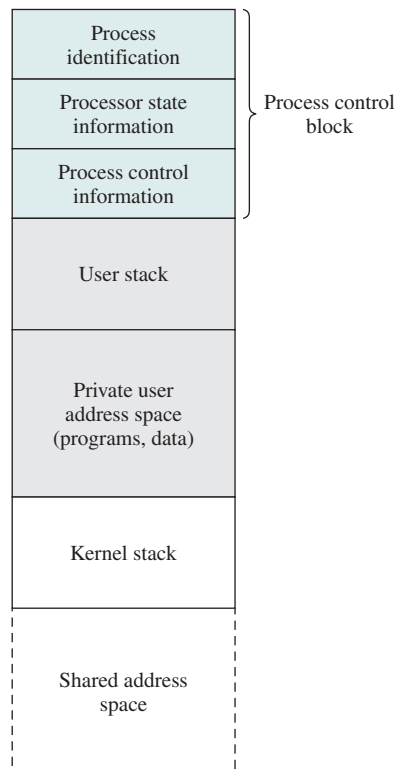 Process
identification
Processor state
information
Process control
information
Process control
block
User stack
Private user
address space
(programs, data)
Kernel stack
Shared address
space